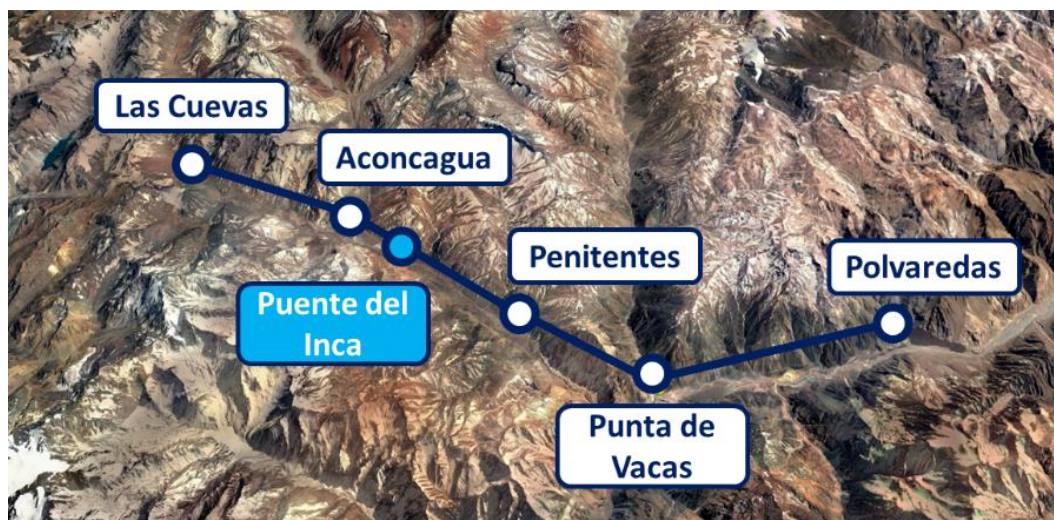 Las Cuevas
Aconcagua
Puente del
Inca
Penitentes
Punta de
Vacas
Polvaredas